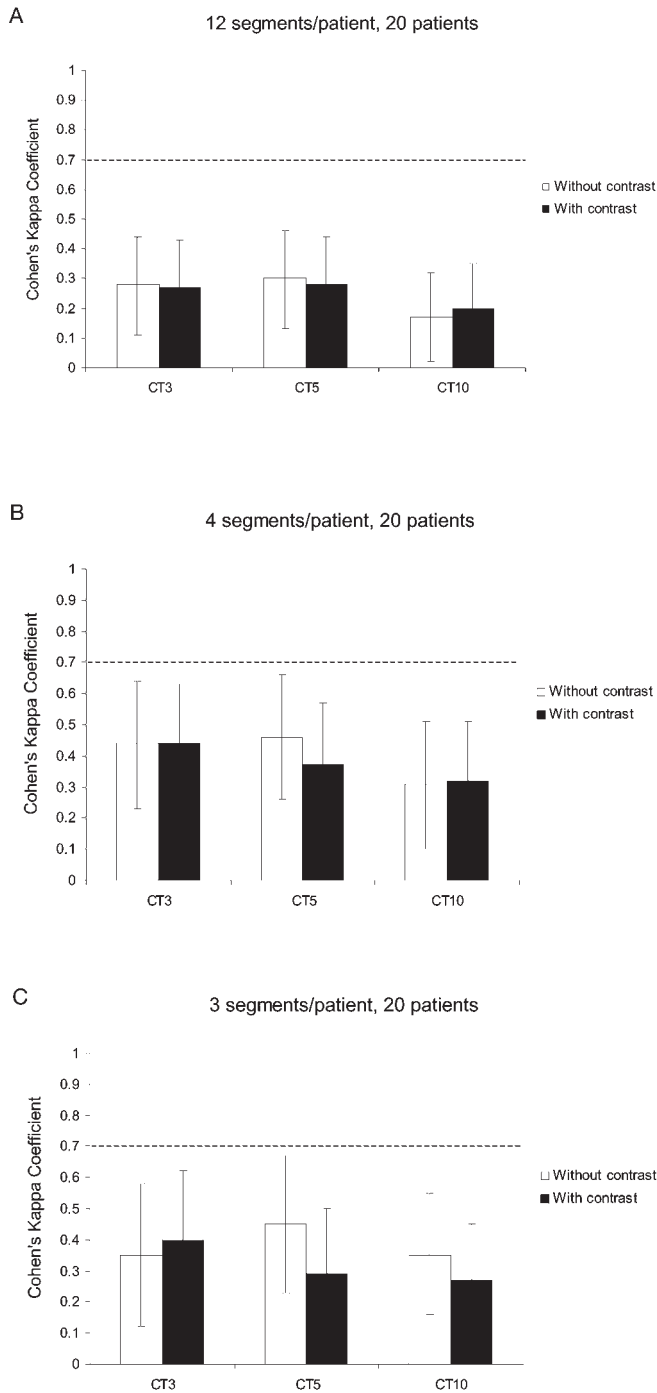 A
12 segments/patient, 20 patients
Cohen's Kappa Coefficient
1
0.9
0.8
0.7
0.6
0.5
0.4
0.3
0.2
0.1
0
CT3 CT5 CT10
Without contrast
With contrast
B
4 segments/patient, 20 patients
Cohen's Kappa Coefficient
1
0.9
0.8
0.7
0.6
0.5
0.4
0.3
0.2
0.1
0
CT3 CT5 CT10
Without contrast
With contrast
C
3 segments/patient, 20 patients
Cohen's Kappa Coefficient
1
0.9
0.8
0.7
0.6
0.5
0.4
0.3
0.2
0.1
0
CT3 CT5 CT10
Without contrast
With contrast